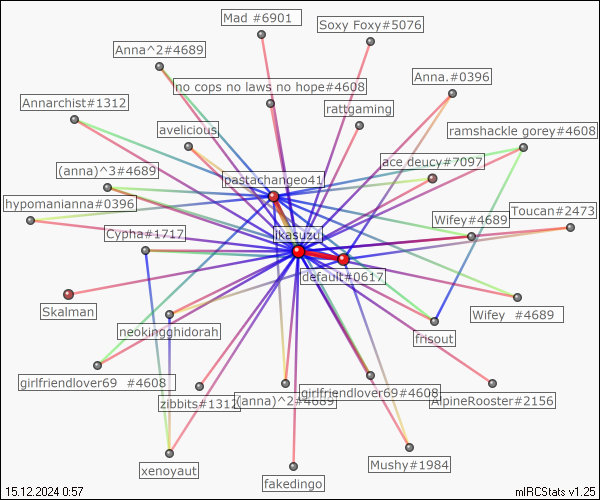 Mad #6901
Soxy Foxy#5076
Anna^2#4689
Anna.#0396
no cops no laws no hope#4608
Annarchist#1312
rattgaming
avelicious
ramshackle gorey#4608
ace deucy#7097
(anna)^3#4689
pastachangeo41
hypomanianna#0396
Toucan#2473
Wifey#4689
Cypha#1717
ikasuzu
default#0617
Skalman
Wifey #4689
neokingghidorah
frisout
girlfriendlover69 #4608
girlfriendlover69#4608
zibbits#1312
(anna)^2#4689
AlpineRooster#2156
xenoyaut
Mushy#1984
fakedingo
15.12.2024 0:57
mIRCStats v1.25